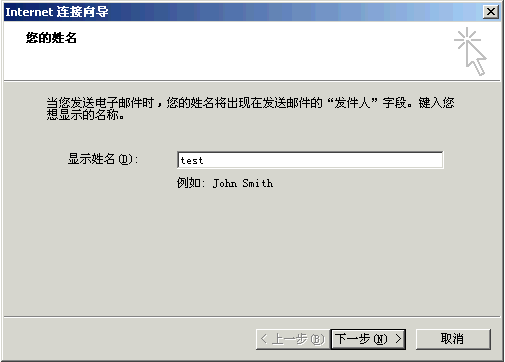 Internet 连接向导
您的姓名
当您发送电子邮件时，您的姓名将出现在发送邮件的“发件人”字段。键入您
想显示的名称。
显示姓名(D): test
例如: John Smith
< 上一步(B) 下一步(N) > 取消